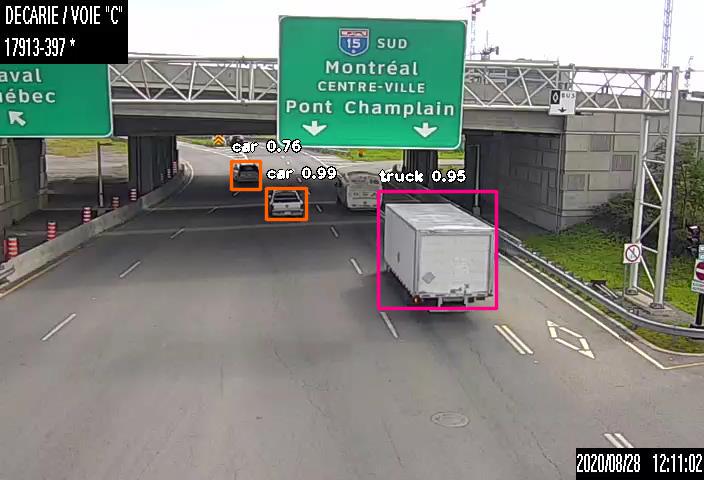 DECARIE / VOIE "C"
17913-397 *
aval
ébec
15 SUD
Montréal
CENTRE-VILLE
Pont Champlain
BUS
car 0.76
car 0.99
truck 0.95
2020/08/28 12:11:02